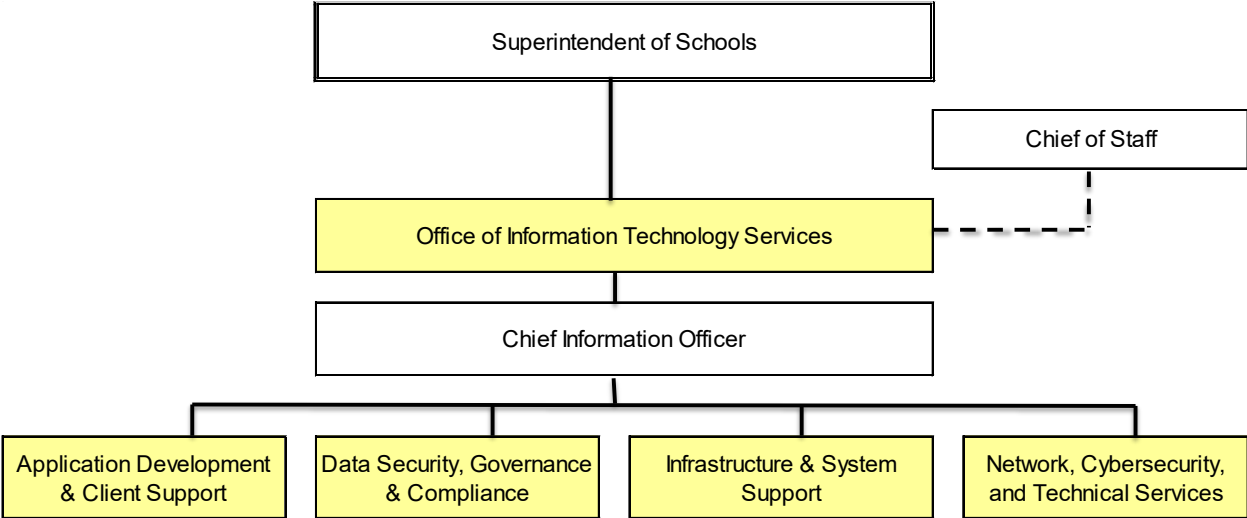 Superintendent of Schools
Chief of Staff
Office of Information Technology Services
Chief Information Officer
Application Development
& Client Support
Data Security, Governance
& Compliance
Infrastructure & System
Support
Network, Cybersecurity,
and Technical Services